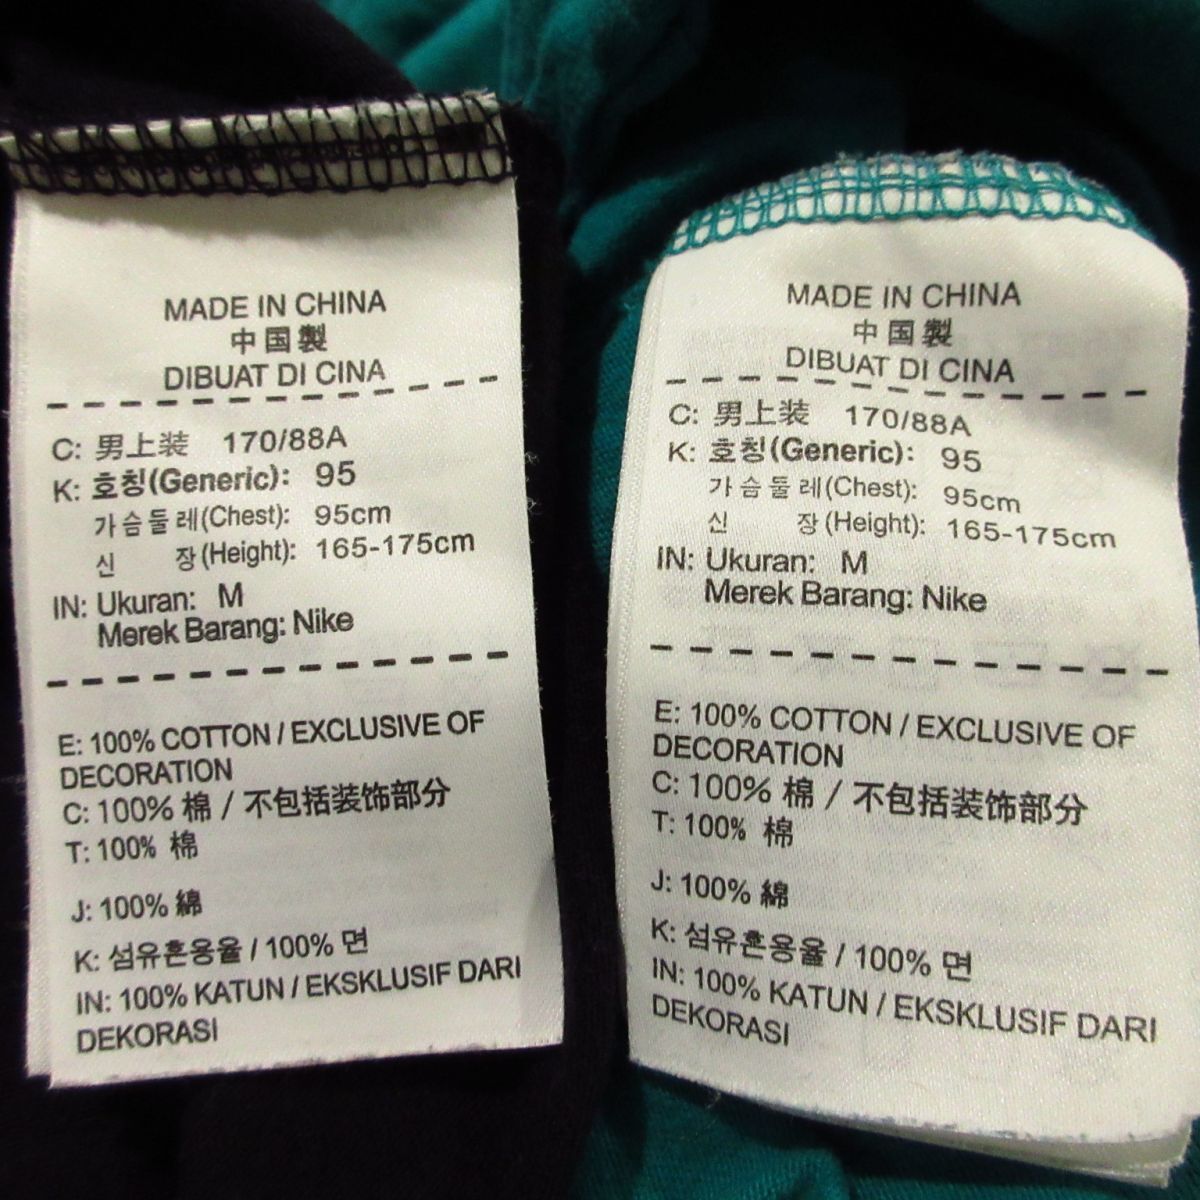 MADE IN CHINA
中国製
DIBUAT DI CINA
C: 男上装 170/88A
K: 호칭(Generic): 95
가슴둘레(Chest): 95cm
신 장(Height): 165-175cm
IN: Ukuran: M
Merek Barang: Nike
E: 100% COTTON / EXCLUSIVE OF
DECORATION
C: 100% 棉 / 不包括装饰部分
T: 100% 棉
J: 100% 綿
K: 섬유혼용율 / 100% 면
IN: 100% KATUN / EKSKLUSIF DARI
DEKORASI
MADE IN CHINA
中国製
DIBUAT DI CINA
C: 男上装 170/88A
K: 호칭(Generic): 95
가슴둘레(Chest): 95cm
신 장(Height): 165-175cm
IN: Ukuran: M
Merek Barang: Nike
E: 100% COTTON / EXCLUSIVE OF
DECORATION
C: 100% 棉 / 不包括装饰部分
T: 100% 棉
J: 100% 綿
K: 섬유혼용율 / 100% 면
IN: 100% KATUN / EKSKLUSIF DARI
DEKORASI